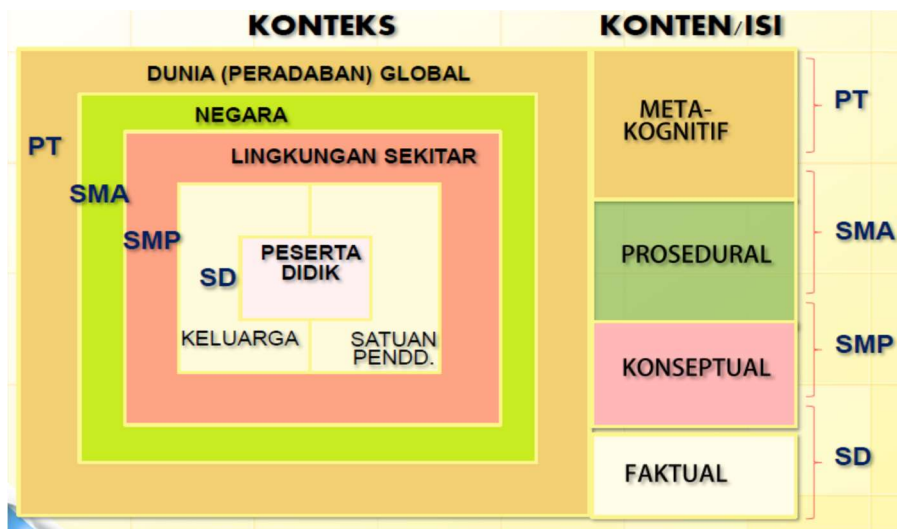 KONTEKS
KONTEN/ISI
DUNIA (PERADABAN) GLOBAL
NEGARA
LINGKUNGAN SEKITAR
PT
SMA
SMP
SD
PESERTA
DIDIK
KELUARGA
SATUAN
PENDD.
META-
KOGNITIF
PROSEDURAL
KONSEPTUAL
FAKTUAL
PT
SMA
SMP
SD